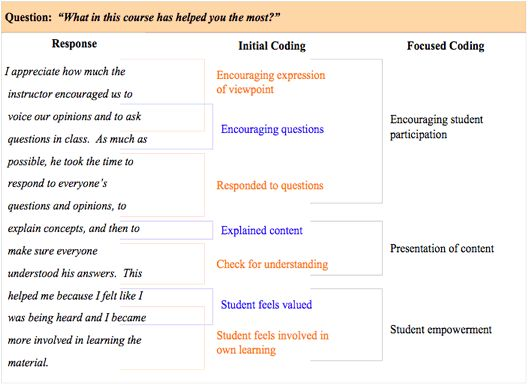 Question: “What in this course has helped you the most?”
Response
Initial Coding
Focused Coding
I appreciate how much the
instructor encouraged us to
voice our opinions and to ask
questions in class. As much as
possible, he took the time to
respond to everyone’s
questions and opinions, to
explain concepts, and then to
make sure everyone
understood his answers. This
helped me because I felt like I
was being heard and I became
more involved in learning the
material.
Encouraging expression
of viewpoint
Encouraging questions
Responded to questions
Explained content
Check for understanding
Student feels valued
Student feels involved in
own learning
Encouraging student
participation
Presentation of content
Student empowerment